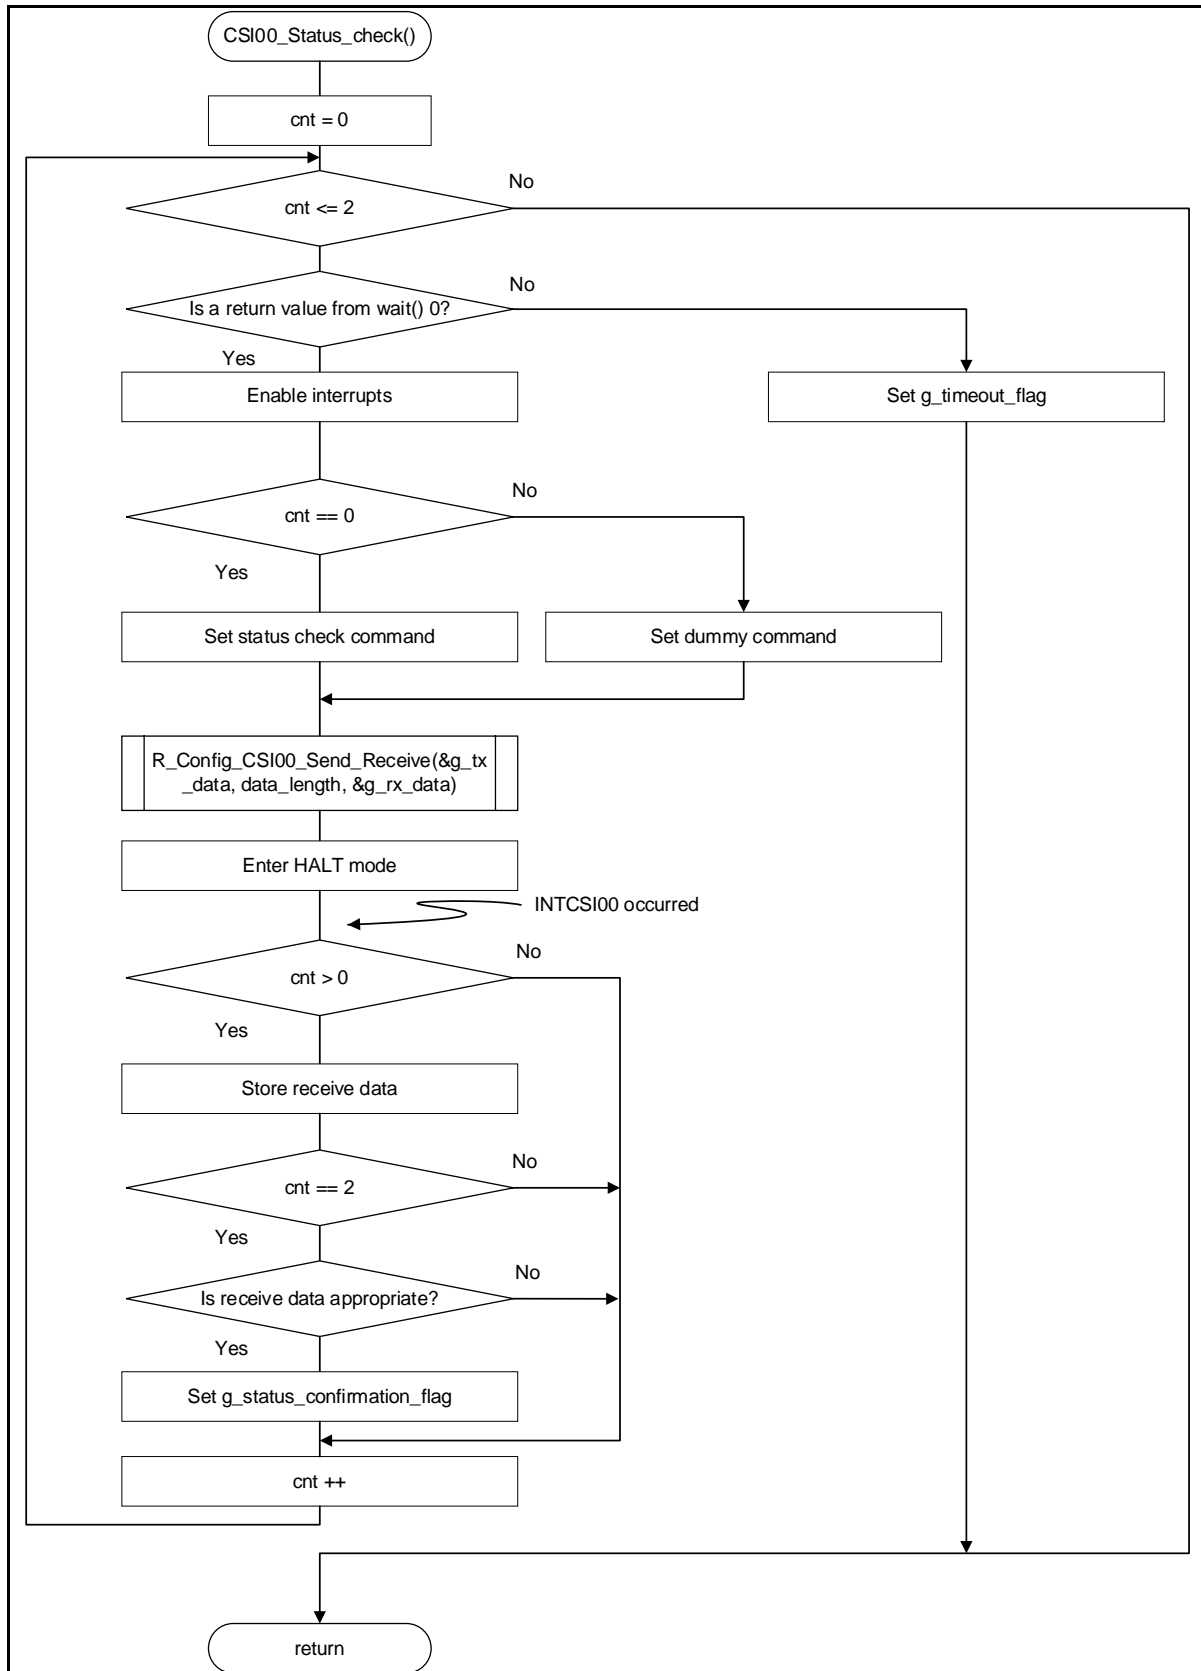 CSI00_Status_check()
cnt = 0
No
cnt <= 2
No
Is a return value from wait() 0?
Yes
Enable interrupts
Set g_timeout_flag
No
cnt == 0
Yes
Set status check command
Set dummy command
R_Config_CSI00_Send_Receive(&g_tx
_data, data_length, &g_rx_data)
Enter HALT mode
INTCSI00 occurred
No
cnt > 0
Yes
Store receive data
No
cnt == 2
Yes
No
Is receive data appropriate?
Yes
Set g_status_confirmation_flag
cnt ++
return